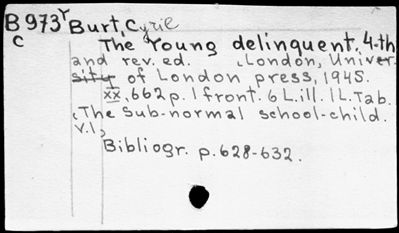 B973Y Burt, Cyril
C
The Young delinquent. 4-th
and rev. ed. London, Univer-
sity of London press, 1945.
xx, 662 p. 1 front. 6 L. ill. 1 L. Tab.
(The Sub-normal school-child.
V.1)
Bibliogr. p. 628-632.